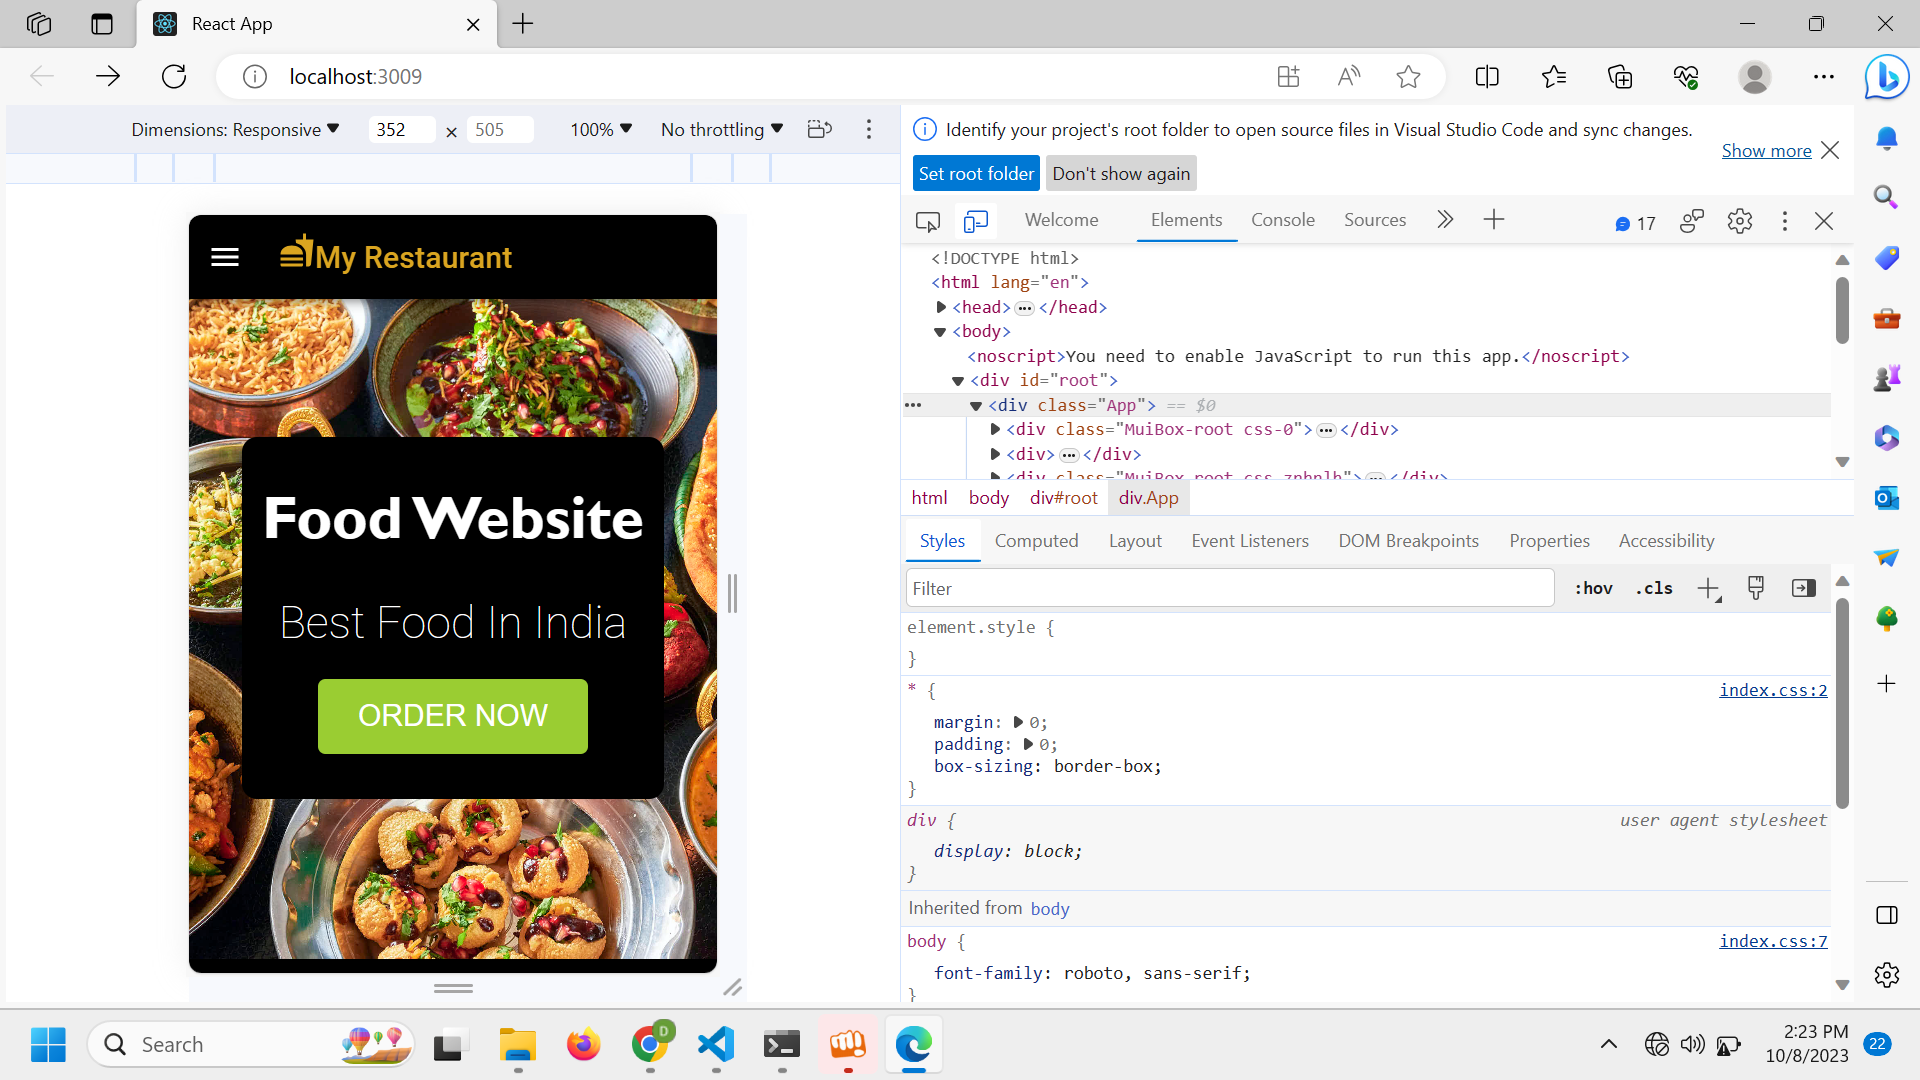 React App
localhost:3009
Dimensions: Responsive 352 × 505 100% No throttling
Identify your project's root folder to open source files in Visual Studio Code and sync changes.
Show more
Set root folder Don't show again
Welcome Elements Console Sources 17
My Restaurant
Food Website
Best Food In India
ORDER NOW
<!DOCTYPE html>
<html lang="en">
<head> ⋯ </head>
<body>
<noscript>You need to enable JavaScript to run this app.</noscript>
<div id="root">
<div class="App"> == $0
<div class="MuiBox-root css-0"> ⋯ </div>
<div> ⋯ </div>
<div class="MuiBox-root css-znhnlh"> ⋯ </div>
html body div#root div.App
Styles Computed Layout Event Listeners DOM Breakpoints Properties Accessibility
Filter :hov .cls
element.style {
}
* { index.css:2
margin: 0;
padding: 0;
box-sizing: border-box;
}
div { user agent stylesheet
display: block;
}
Inherited from body
body { index.css:7
font-family: roboto, sans-serif;
}
Search D 2:23 PM 22
10/8/2023